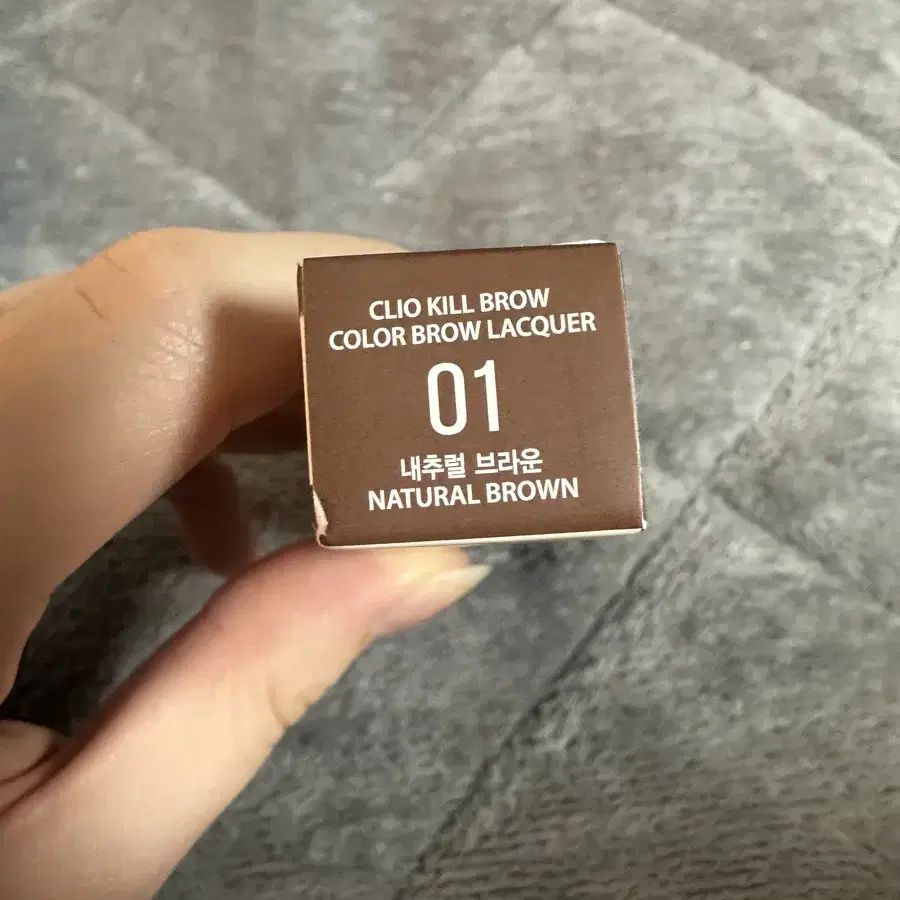 CLIO KILL BROW
COLOR BROW LACQUER
01
내추럴 브라운
NATURAL BROWN